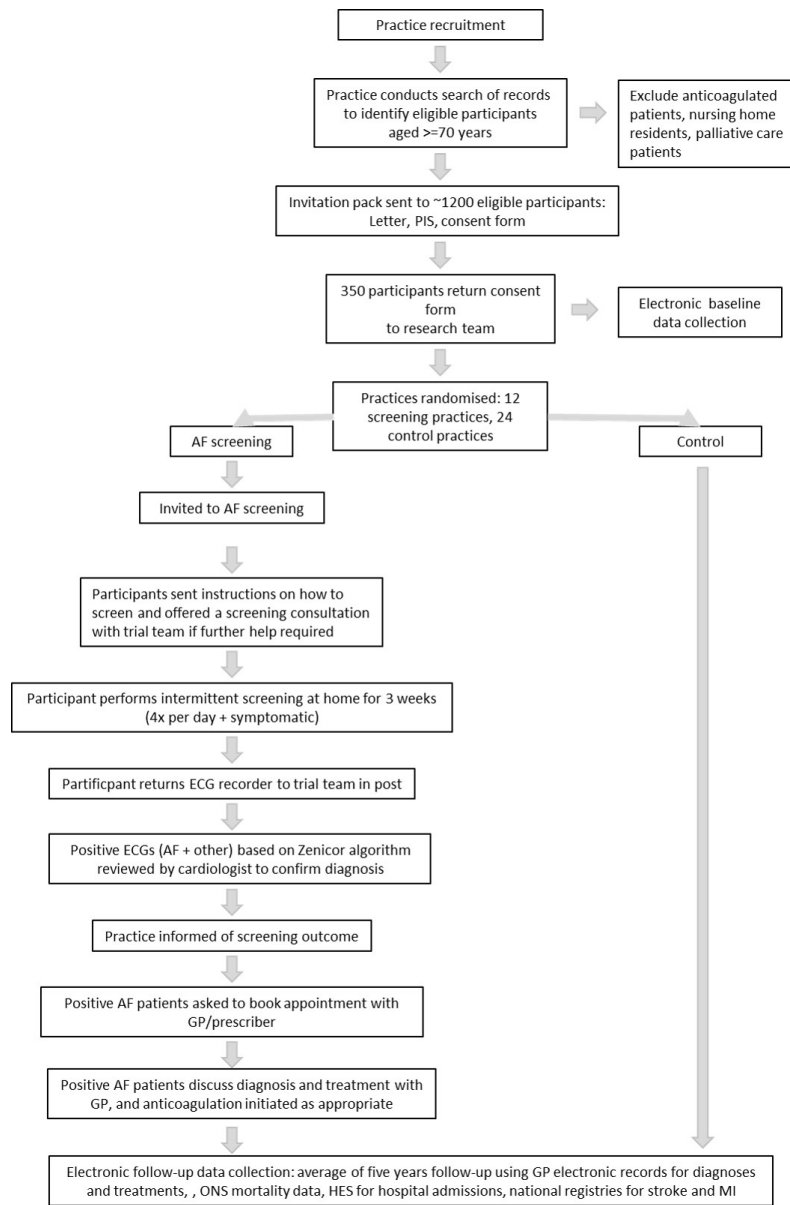 Practice recruitment
Practice conducts search of records
to identify eligible participants
aged >=70 years
Exclude anticoagulated
patients, nursing home
residents, palliative care
patients
Invitation pack sent to ~1200 eligible participants:
Letter, PIS, consent form
350 participants return consent
form
to research team
Electronic baseline
data collection
Practices randomised: 12
screening practices, 24
control practices
AF screening
Control
Invited to AF screening
Participants sent instructions on how to
screen and offered a screening consultation
with trial team if further help required
Participant performs intermittent screening at home for 3 weeks
(4x per day + symptomatic)
Partificpant returns ECG recorder to trial team in post
Positive ECGs (AF + other) based on Zenicor algorithm
reviewed by cardiologist to confirm diagnosis
Practice informed of screening outcome
Positive AF patients asked to book appointment with
GP/prescriber
Positive AF patients discuss diagnosis and treatment with
GP, and anticoagulation initiated as appropriate
Electronic follow-up data collection: average of five years follow-up using GP electronic records for diagnoses
and treatments, , ONS mortality data, HES for hospital admissions, national registries for stroke and MI